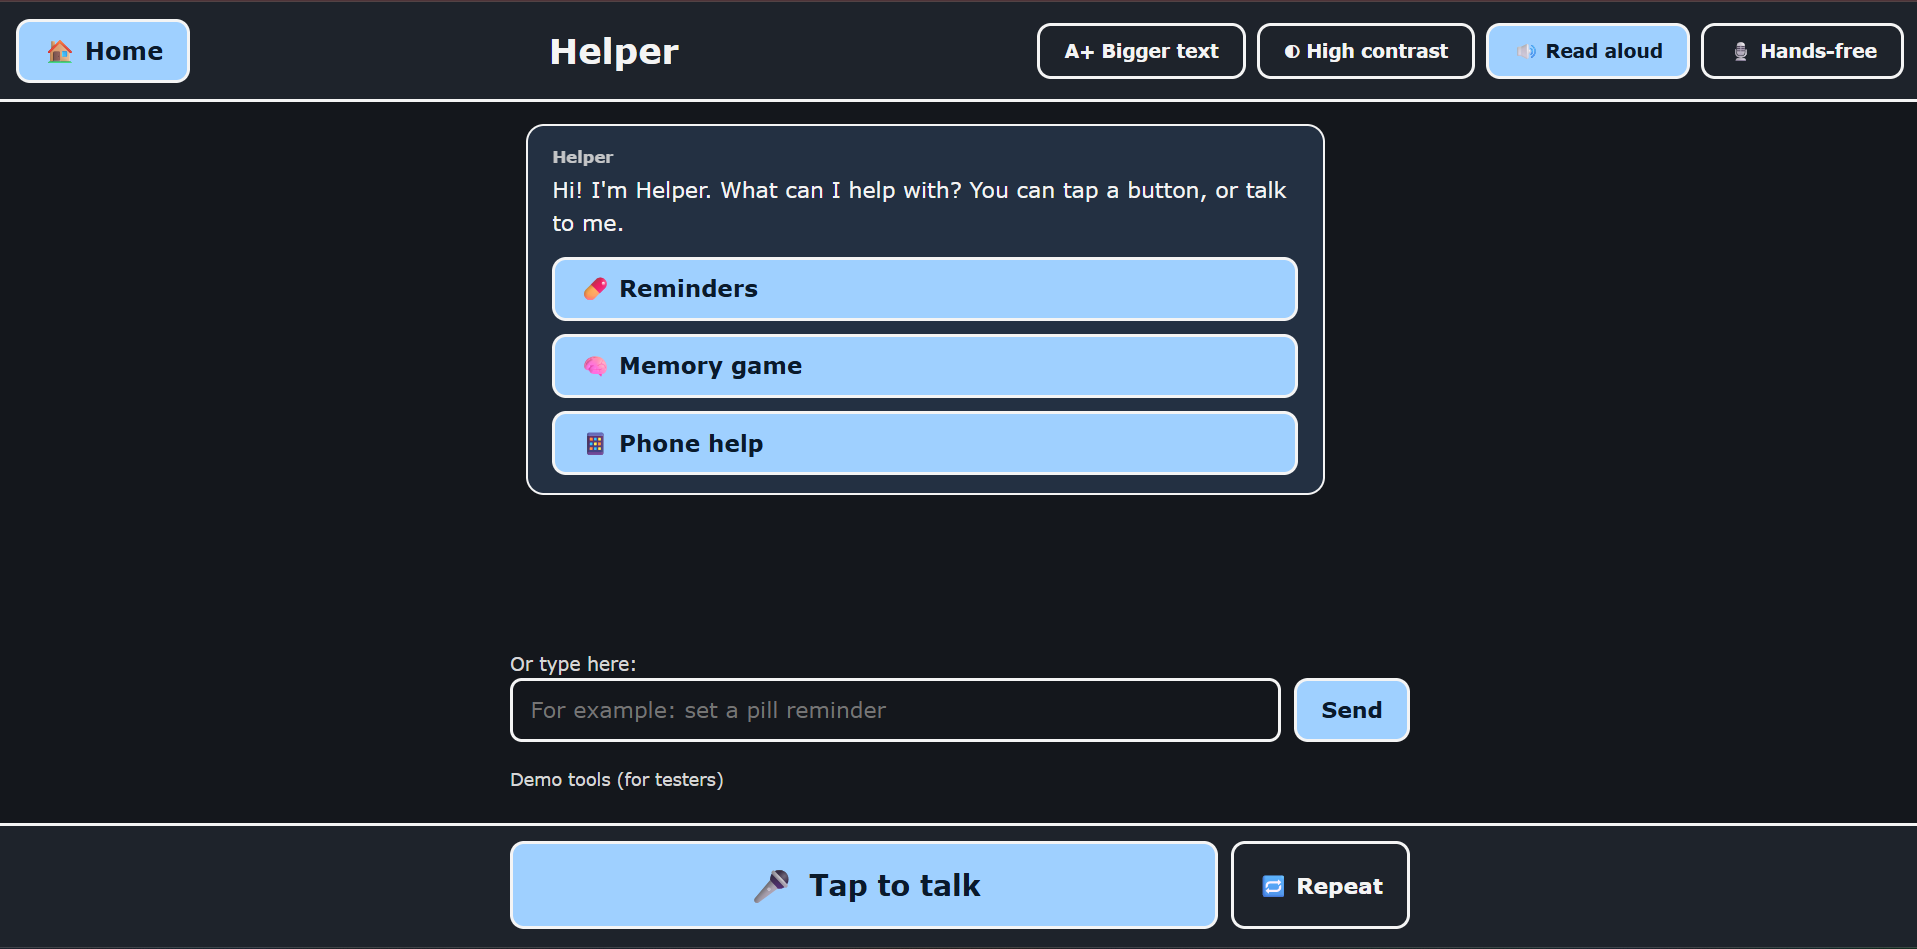 Home
Helper
A+ Bigger text
High contrast
Read aloud
Hands-free
Helper
Hi! I'm Helper. What can I help with? You can tap a button, or talk
to me.
Reminders
Memory game
Phone help
Or type here:
For example: set a pill reminder
Send
Demo tools (for testers)
Tap to talk
Repeat